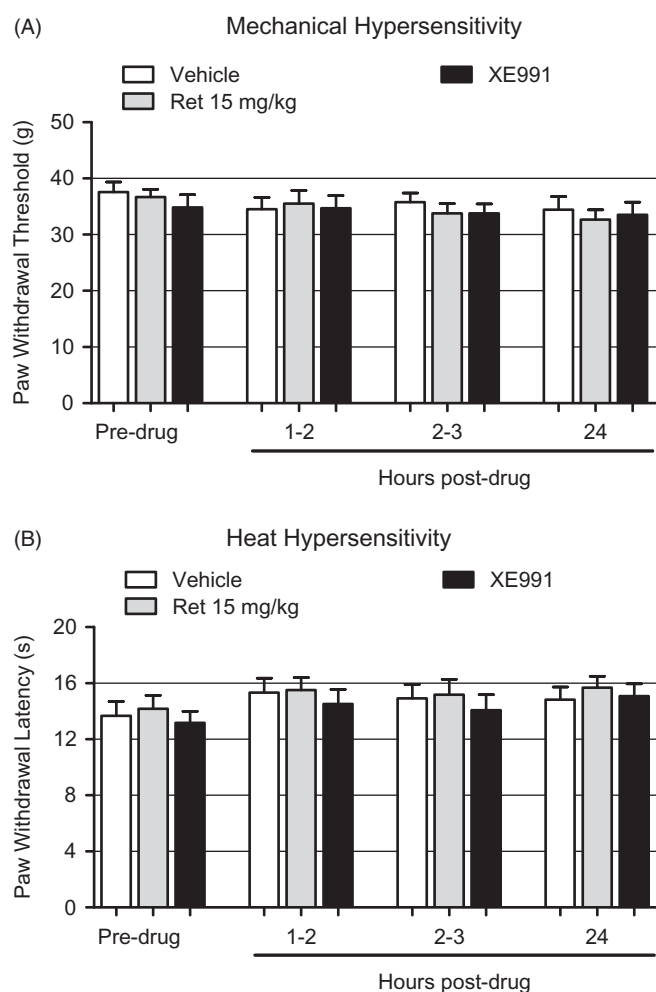 (A) Mechanical Hypersensitivity
Vehicle XE991
Ret 15 mg/kg
Paw Withdrawal Threshold (g)
50
40
30
20
10
0
Pre-drug 1-2 2-3 24
Hours post-drug
(B) Heat Hypersensitivity
Vehicle XE991
Ret 15 mg/kg
Paw Withdrawal Latency (s)
20
16
12
8
4
0
Pre-drug 1-2 2-3 24
Hours post-drug